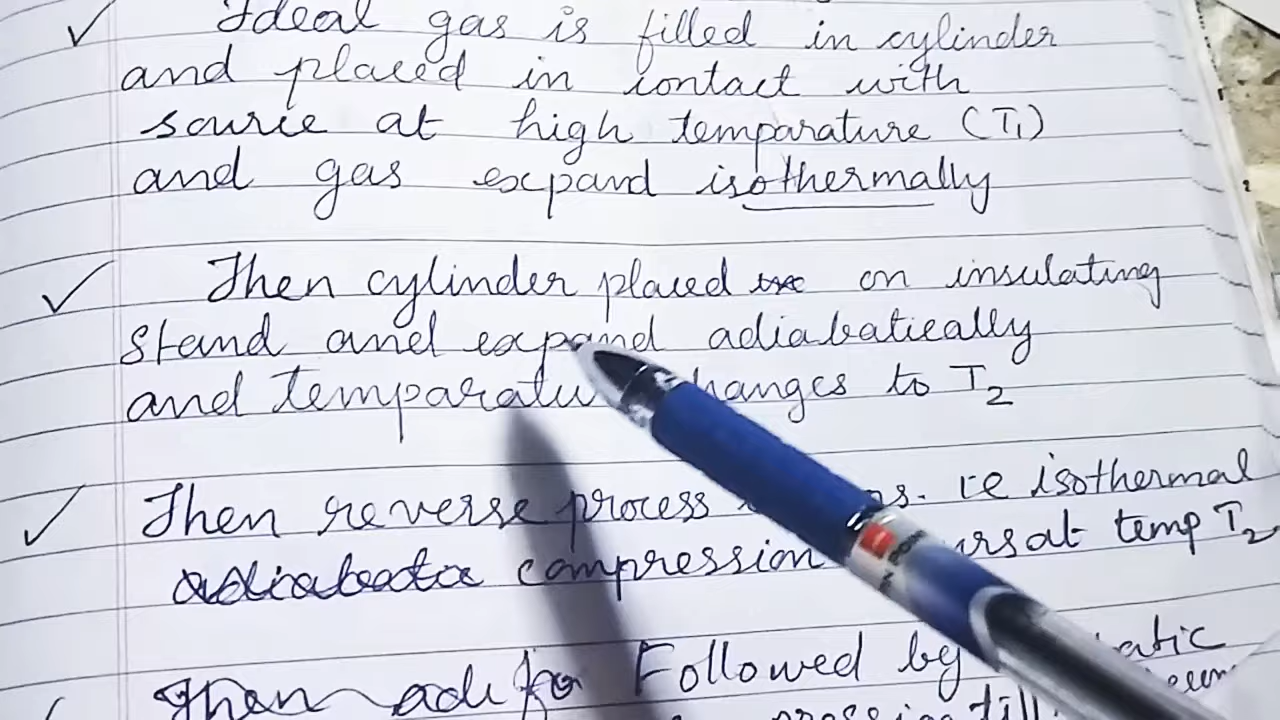 Ideal gas is filled in cylinder
and placed in contact with
source at high temparature (T₁)
and gas expand isothermally
Then cylinder placed on insulating
stand and expand adiabatically
and changes to T₂
Then reverse process i.e isothermal
compression at temp T₂
Followed by